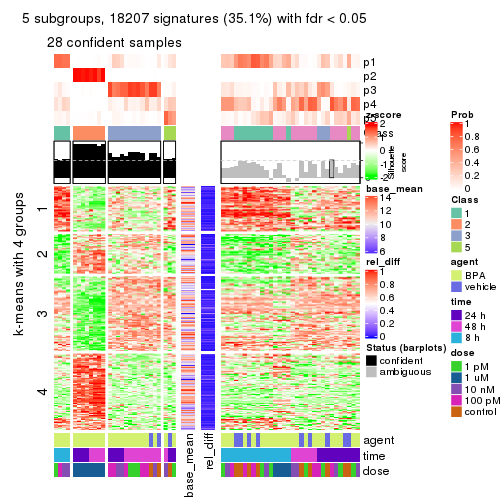 5 subgroups, 18207 signatures (35.1%) with fdr < 0.05
28 confident samples
p1
p2
p3
p4
p5
Class
z-score
2
1
0
-1
-2
Silhouette
score
base_mean
14
12
10
8
6
rel_diff
1
0.8
0.6
0.4
0.2
0
Status (barplots)
confident
ambiguous
Prob
1
0.8
0.6
0.4
0.2
0
Class
1
2
3
5
agent
BPA
vehicle
time
24 h
48 h
8 h
dose
1 pM
1 uM
10 nM
100 pM
control
k-means with 4 groups
1
2
3
4
base_mean
rel_diff
agent
time
dose